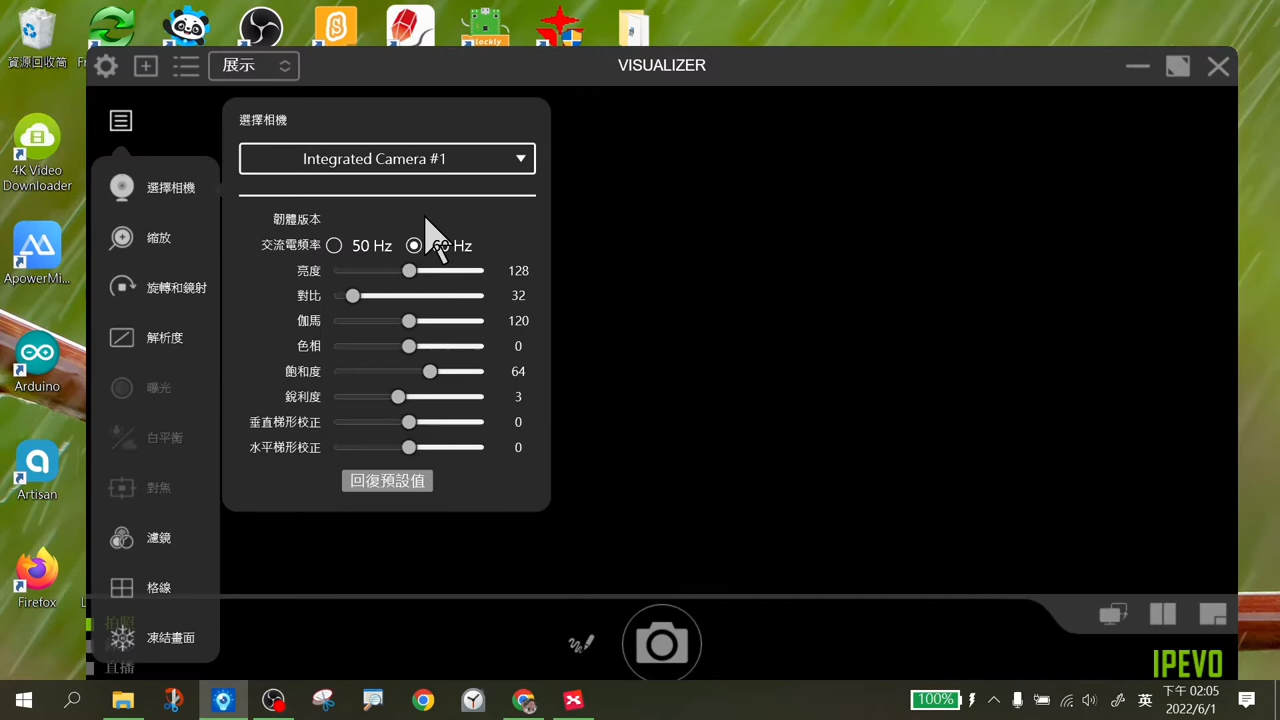 資源回收筒
展示
VISUALIZER
選擇相機
Integrated Camera #1
4K Video
Downloader
選擇相機
韌體版本
縮放
交流電頻率 50 Hz Hz
ApowerMi...
亮度 128
旋轉和鏡射
對比 32
伽馬 120
解析度
色相 0
Arduino
飽和度 64
曝光
銳利度 3
垂直梯形校正 0
白平衡
水平梯形校正 0
回復預設值
Artisan
對焦
濾鏡
格線
Firefox
拍照
凍結畫面
直播
IPEVO
100%
英
下午 02:05
2022/6/1
lockly